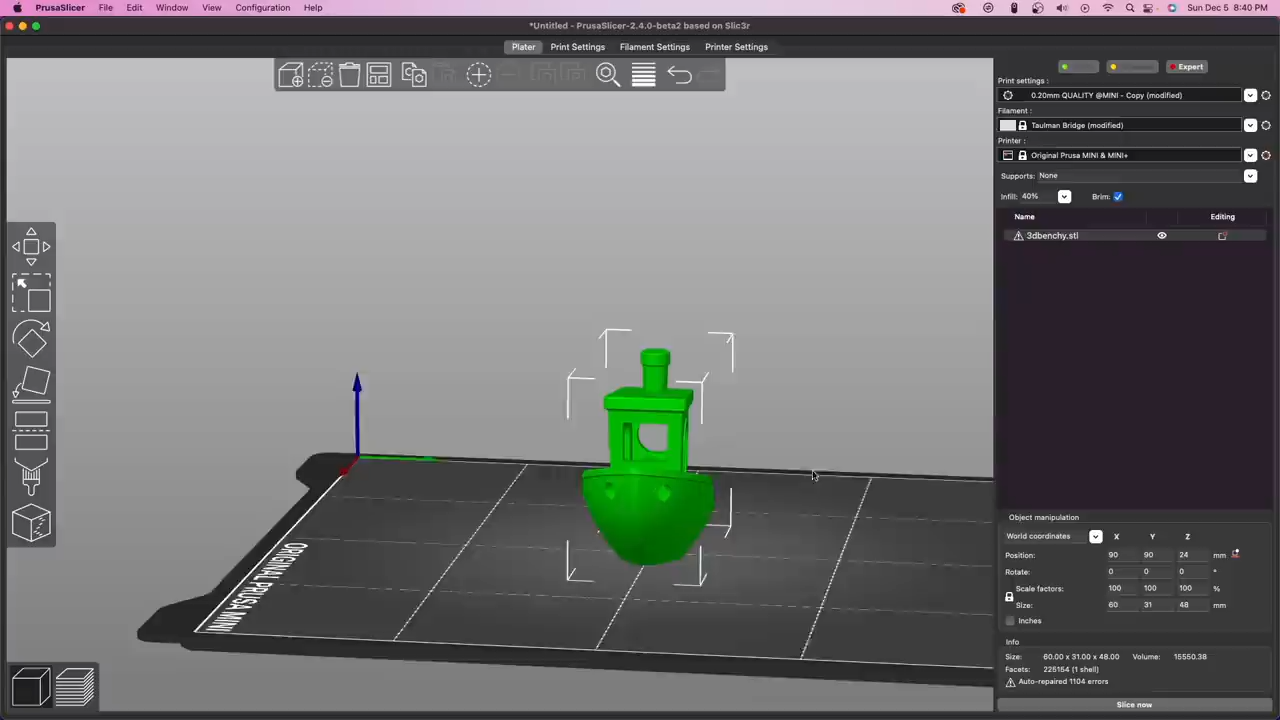 PrusaSlicer File Edit Window View Configuration Help
Sun Dec 5 8:40 PM
*Untitled - PrusaSlicer-2.4.0-beta2 based on Slic3r
Plater Print Settings Filament Settings Printer Settings
Expert
Print settings :
0.20mm QUALITY @MINI - Copy (modified)
Filament :
Taulman Bridge (modified)
Printer :
Original Prusa MINI & MINI+
Supports: None
Infill: 40% Brim:
Name Editing
3dbenchy.stl
ORIGINAL PRUSA MINI
Object manipulation
World coordinates X Y Z
Position: 90 90 24 mm
Rotate: 0 0 0 °
Scale factors: 100 100 100 %
Size: 60 31 48 mm
Inches
Info
Size: 60.00 x 31.00 x 48.00 Volume: 15550.38
Facets: 225154 (1 shell)
Auto-repaired 1104 errors
Slice now